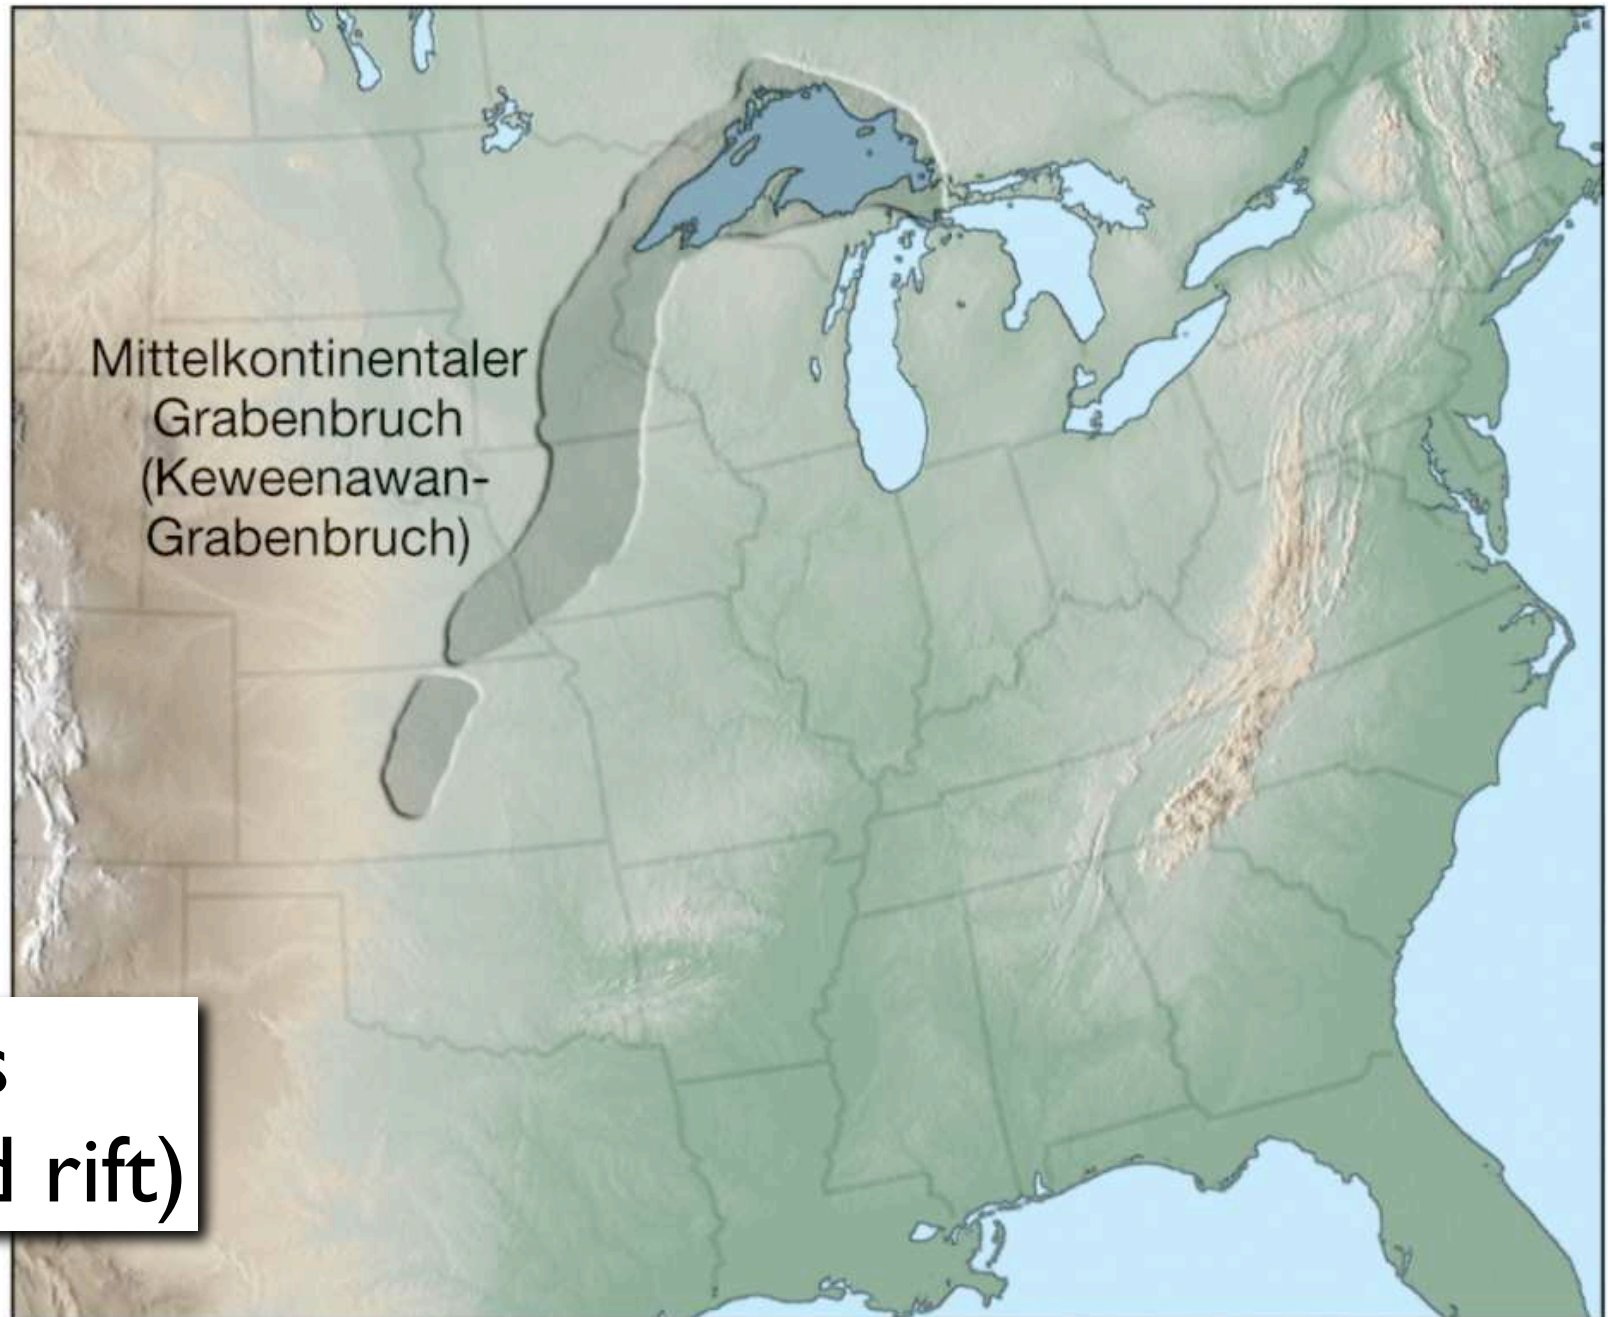 Mittelkontinentaler
Grabenbruch
(Keweenawan-
Grabenbruch)
rift)